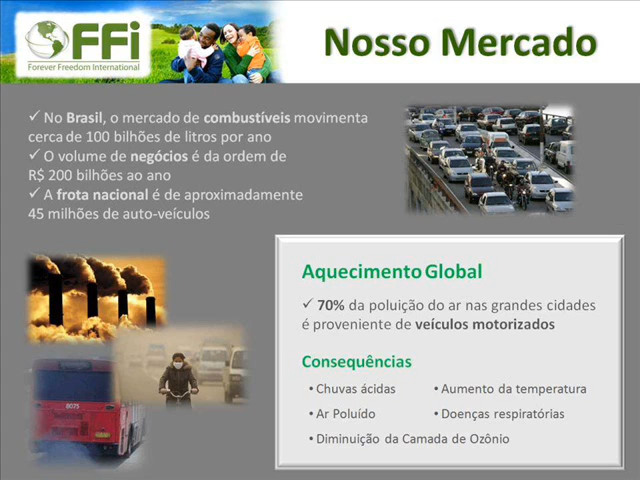 FFi
Forever Freedom International
Nosso Mercado
✓ No Brasil, o mercado de combustíveis movimenta
cerca de 100 bilhões de litros por ano
✓ O volume de negócios é da ordem de
R$ 200 bilhões ao ano
✓ A frota nacional é de aproximadamente
45 milhões de auto-veículos
Aquecimento Global
✓ 70% da poluição do ar nas grandes cidades
é proveniente de veículos motorizados
Consequências
• Chuvas ácidas • Aumento da temperatura
• Ar Poluído • Doenças respiratórias
• Diminuição da Camada de Ozônio
8075